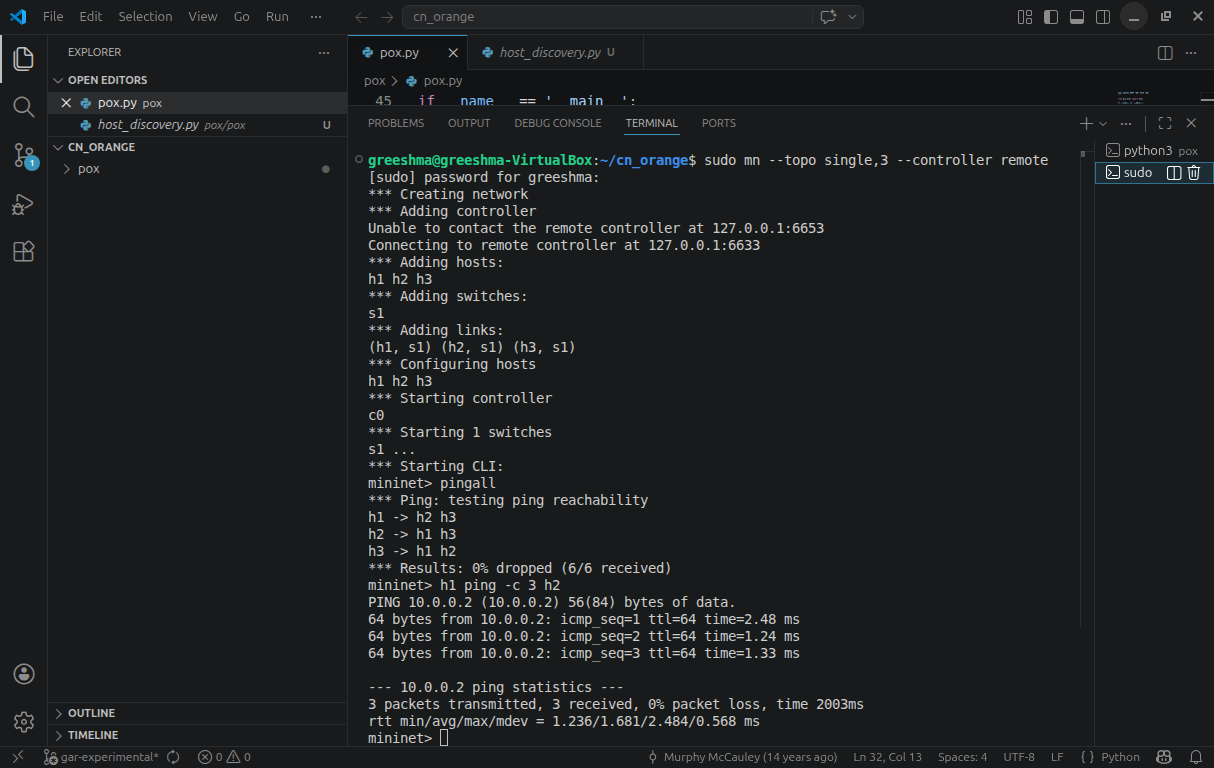 File Edit Selection View Go Run ··· cn_orange
EXPLORER ···
OPEN EDITORS
pox.py pox
host_discovery.py pox/pox U
CN_ORANGE
pox
OUTLINE
TIMELINE
pox.py host_discovery.py U ···
pox > pox.py
45 if __name__ == '__main__':
PROBLEMS OUTPUT DEBUG CONSOLE TERMINAL PORTS
greeshma@greeshma-VirtualBox:~/cn_orange$ sudo mn --topo single,3 --controller remote
[sudo] password for greeshma:
*** Creating network
*** Adding controller
Unable to contact the remote controller at 127.0.0.1:6653
Connecting to remote controller at 127.0.0.1:6633
*** Adding hosts:
h1 h2 h3
*** Adding switches:
s1
*** Adding links:
(h1, s1) (h2, s1) (h3, s1)
*** Configuring hosts
h1 h2 h3
*** Starting controller
c0
*** Starting 1 switches
s1 ...
*** Starting CLI:
mininet> pingall
*** Ping: testing ping reachability
h1 -> h2 h3
h2 -> h1 h3
h3 -> h1 h2
*** Results: 0% dropped (6/6 received)
mininet> h1 ping -c 3 h2
PING 10.0.0.2 (10.0.0.2) 56(84) bytes of data.
64 bytes from 10.0.0.2: icmp_seq=1 ttl=64 time=2.48 ms
64 bytes from 10.0.0.2: icmp_seq=2 ttl=64 time=1.24 ms
64 bytes from 10.0.0.2: icmp_seq=3 ttl=64 time=1.33 ms
--- 10.0.0.2 ping statistics ---
3 packets transmitted, 3 received, 0% packet loss, time 2003ms
rtt min/avg/max/mdev = 1.236/1.681/2.484/0.568 ms
mininet>
python3 pox
sudo
1
gar-experimental* 0 0 Murphy McCauley (14 years ago) Ln 32, Col 13 Spaces: 4 UTF-8 LF { } Python